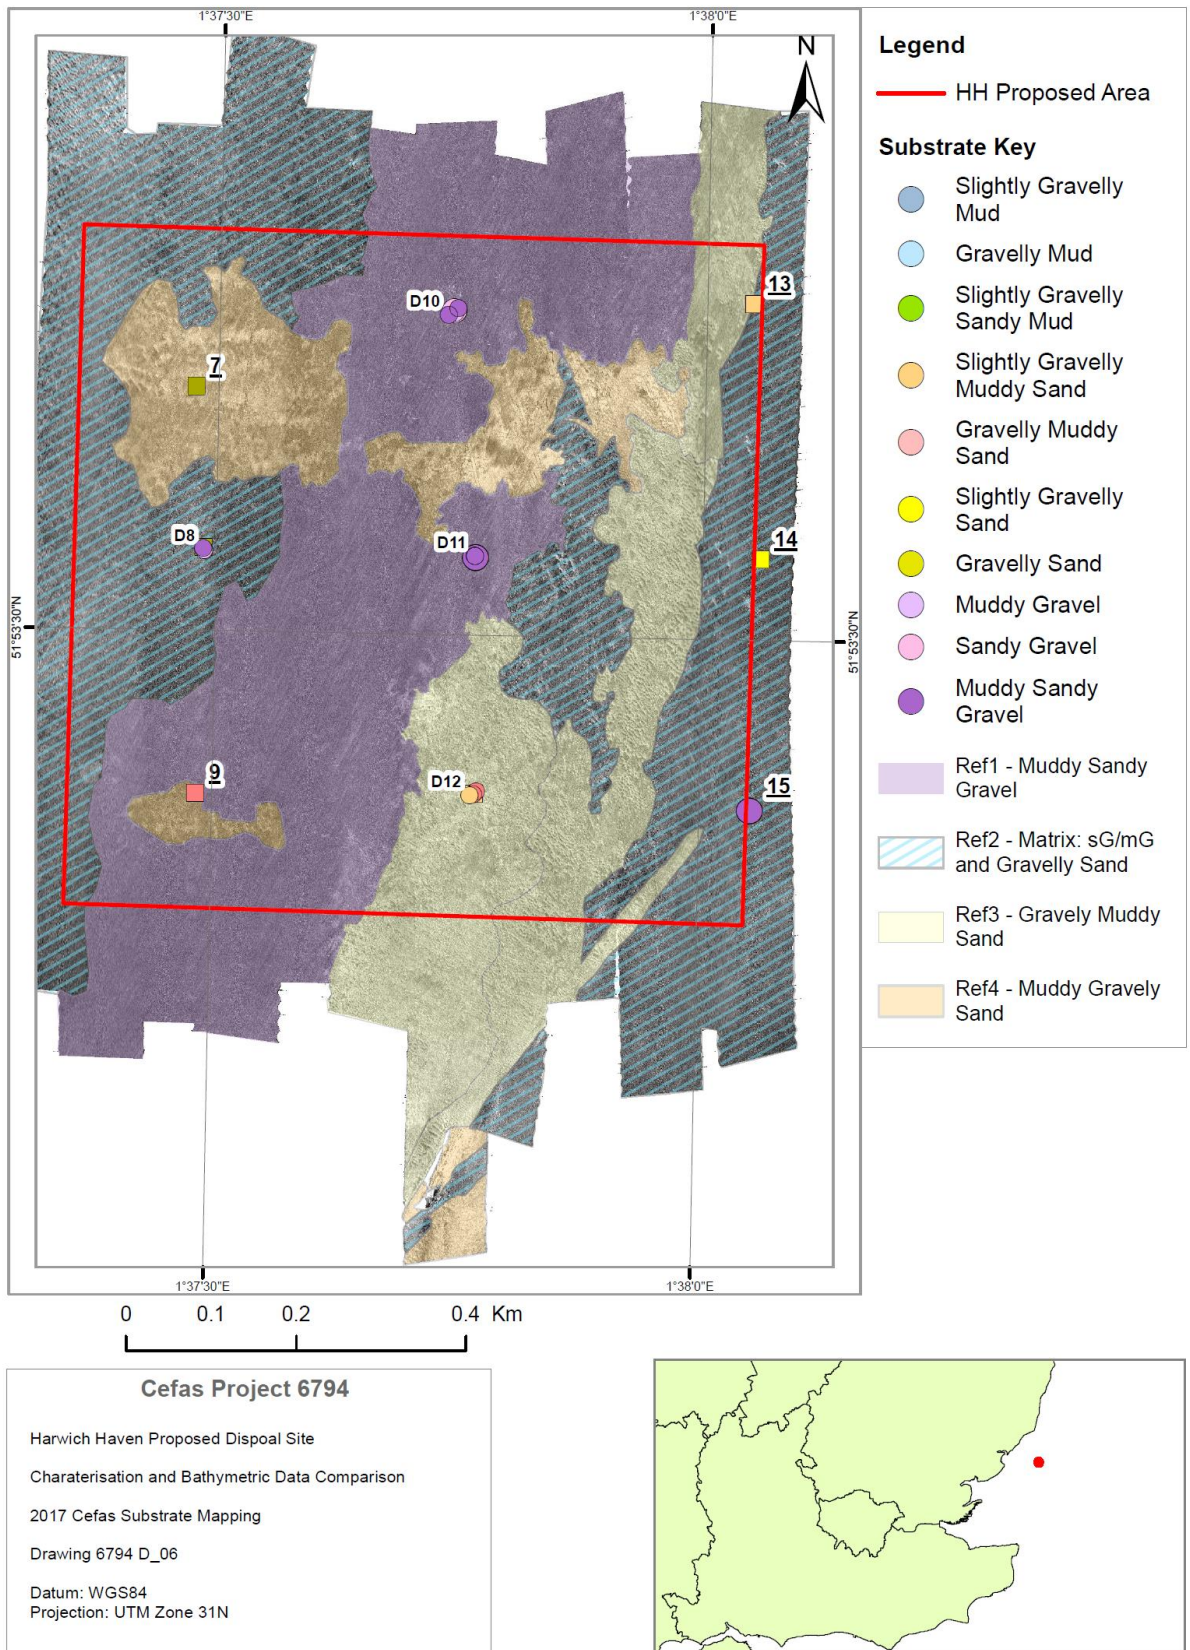 1°37'30"E
1°38'0"E
N
13
D10
7
D8
D11
14
51°53'30"N
51°53'30"N
9
D12
15
1°37'30"E
1°38'0"E
0 0.1 0.2 0.4 Km
Legend
HH Proposed Area
Substrate Key
Slightly Gravelly
Mud
Gravelly Mud
Slightly Gravelly
Sandy Mud
Slightly Gravelly
Muddy Sand
Gravelly Muddy
Sand
Slightly Gravelly
Sand
Gravelly Sand
Muddy Gravel
Sandy Gravel
Muddy Sandy
Gravel
Ref1 - Muddy Sandy
Gravel
Ref2 - Matrix: sG/mG
and Gravelly Sand
Ref3 - Gravely Muddy
Sand
Ref4 - Muddy Gravely
Sand
Cefas Project 6794
Harwich Haven Proposed Dispoal Site
Charaterisation and Bathymetric Data Comparison
2017 Cefas Substrate Mapping
Drawing 6794 D_06
Datum: WGS84
Projection: UTM Zone 31N